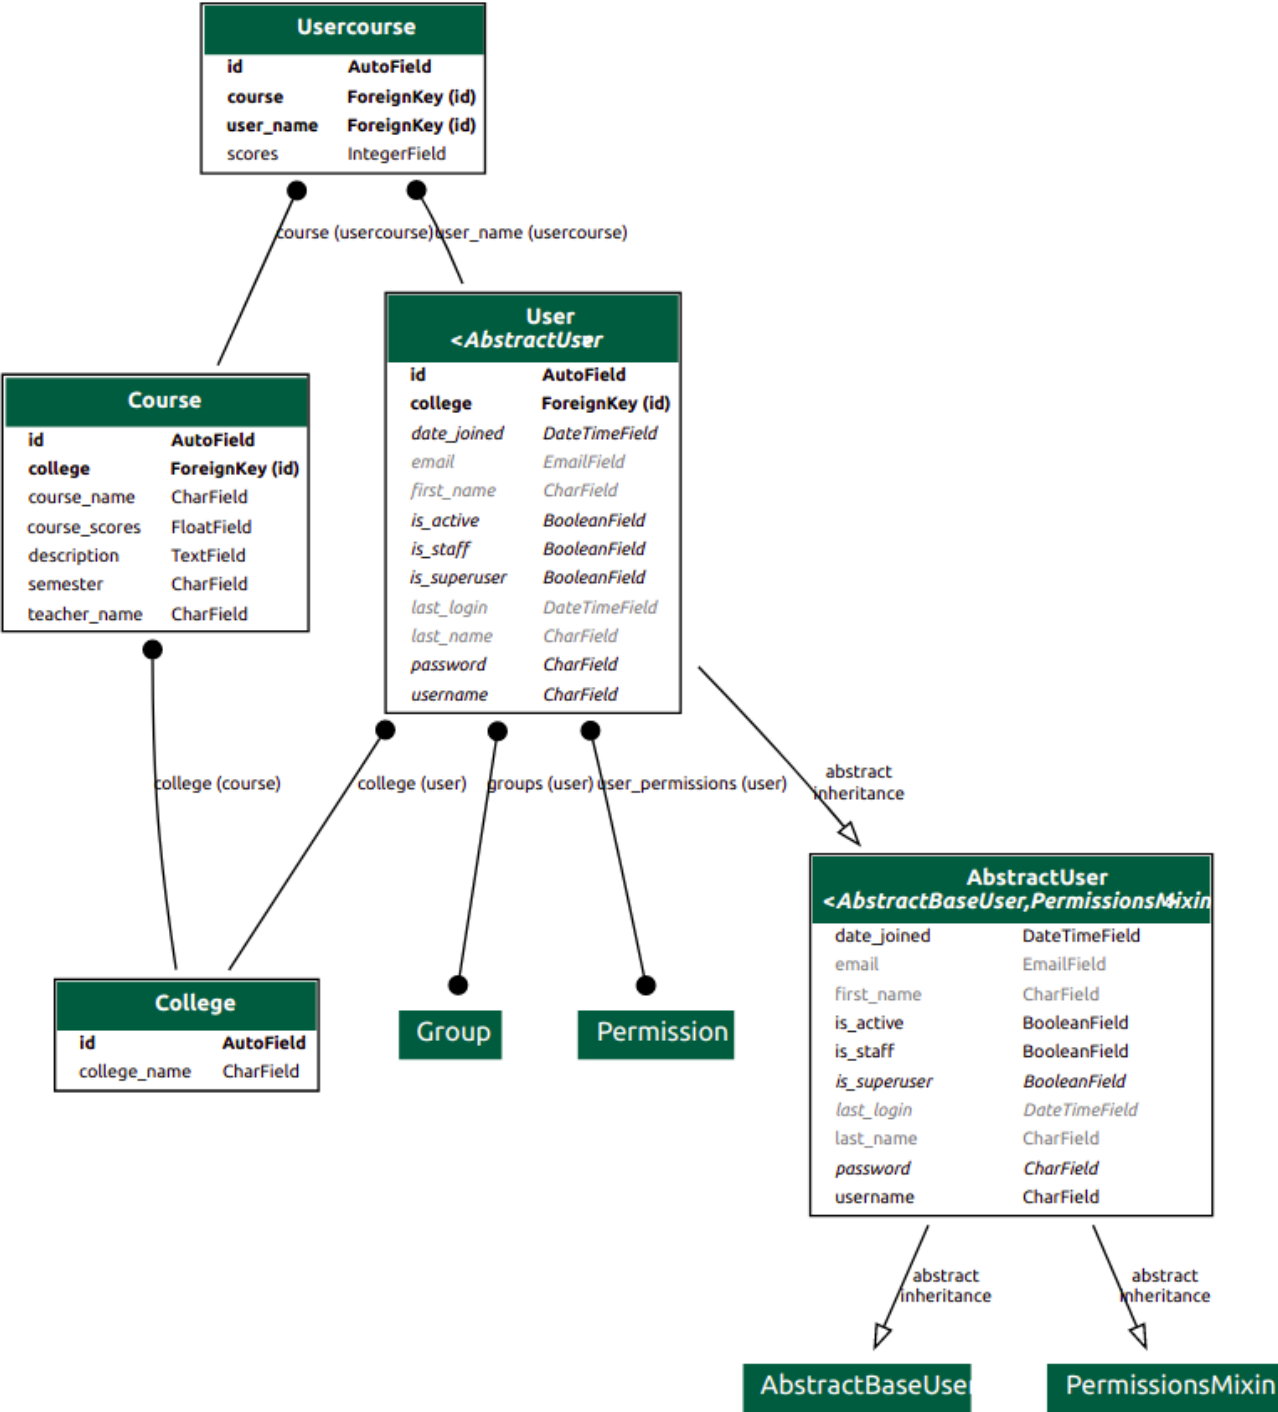 Usercourse
id AutoField
course ForeignKey (id)
user_name ForeignKey (id)
scores IntegerField
course (usercourse) user_name (usercourse)
User
<AbstractUser>
id AutoField
college ForeignKey (id)
date_joined DateTimeField
email EmailField
first_name CharField
is_active BooleanField
is_staff BooleanField
is_superuser BooleanField
last_login DateTimeField
last_name CharField
password CharField
username CharField
Course
id AutoField
college ForeignKey (id)
course_name CharField
course_scores FloatField
description TextField
semester CharField
teacher_name CharField
college (course) college (user) groups (user) user_permissions (user)
abstract
inheritance
AbstractUser
<AbstractBaseUser,PermissionsMixin
date_joined DateTimeField
email EmailField
first_name CharField
is_active BooleanField
is_staff BooleanField
is_superuser BooleanField
last_login DateTimeField
last_name CharField
password CharField
username CharField
College
id AutoField
college_name CharField
Group
Permission
abstract
inheritance
abstract
inheritance
AbstractBaseUser
PermissionsMixin